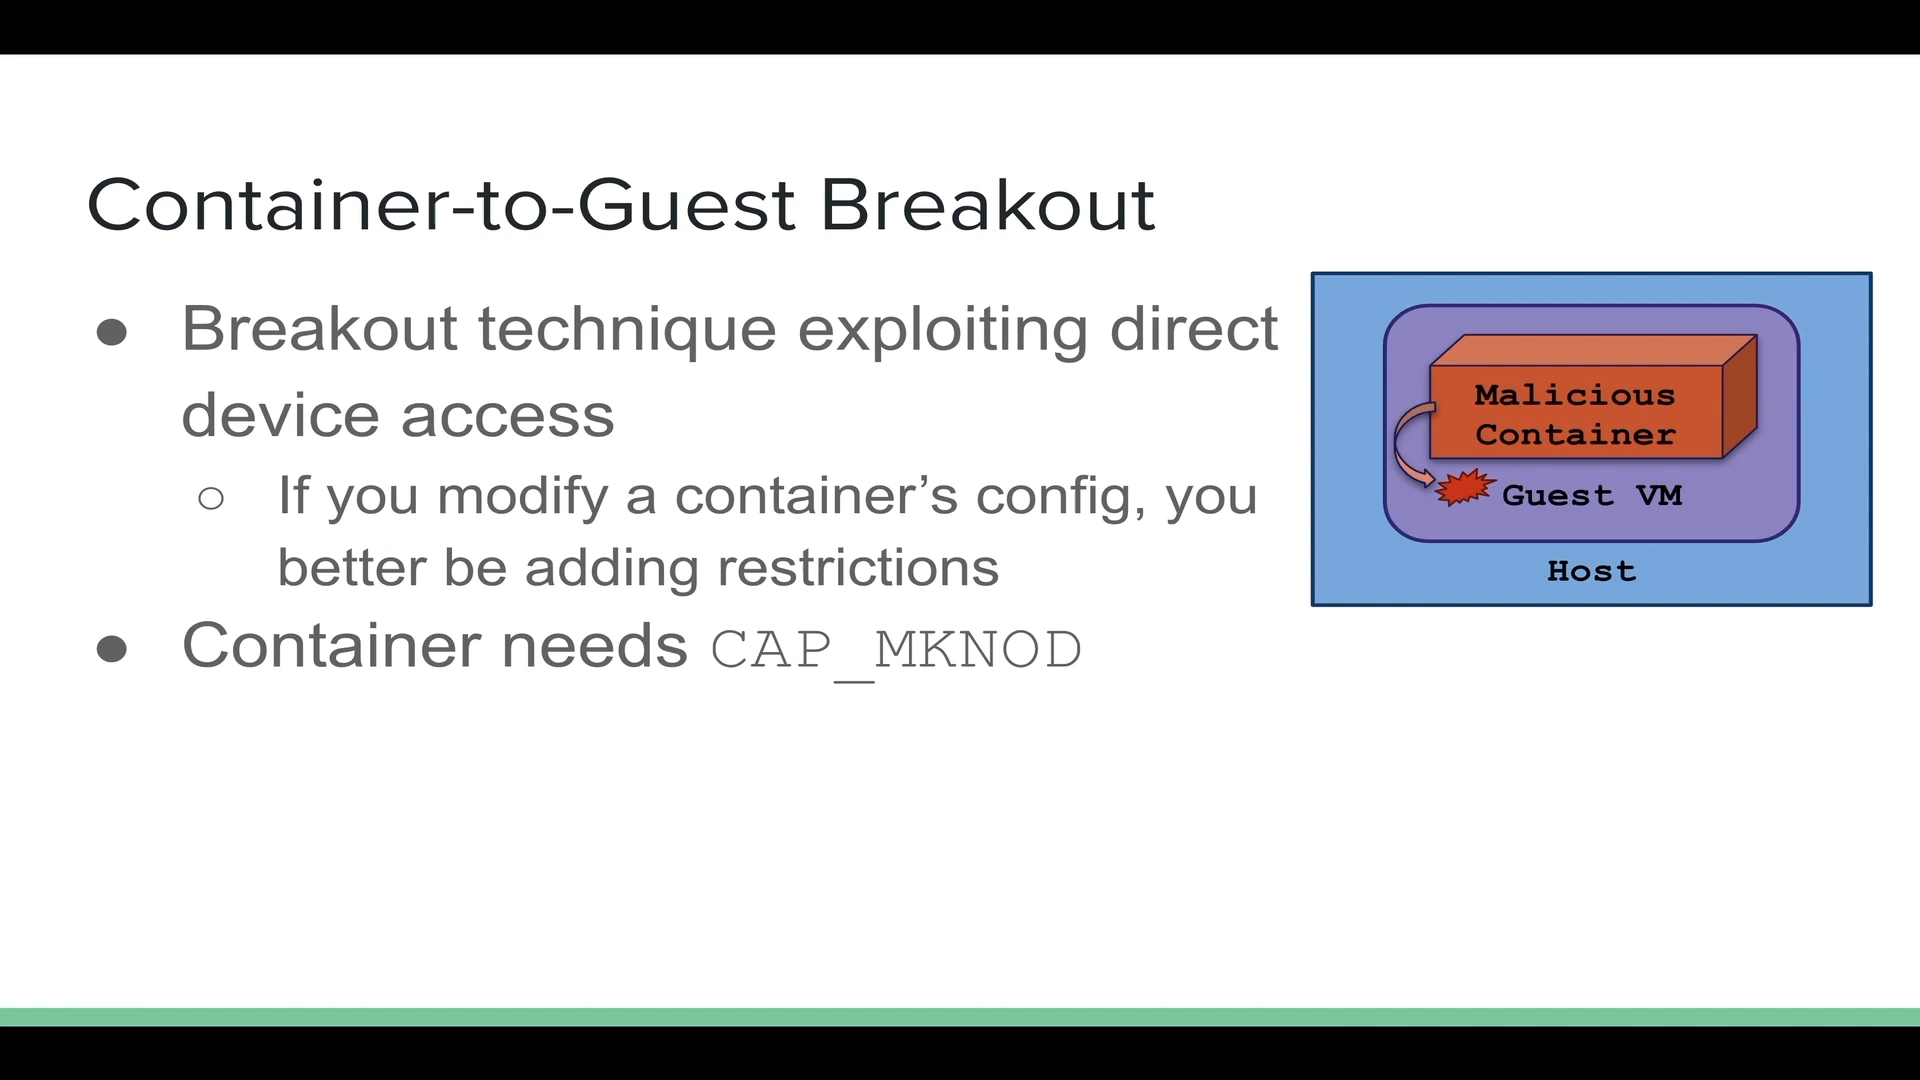 Container-to-Guest Breakout
● Breakout technique exploiting direct
device access
○ If you modify a container’s config, you
better be adding restrictions
● Container needs CAP_MKNOD
Malicious
Container
Guest VM
Host